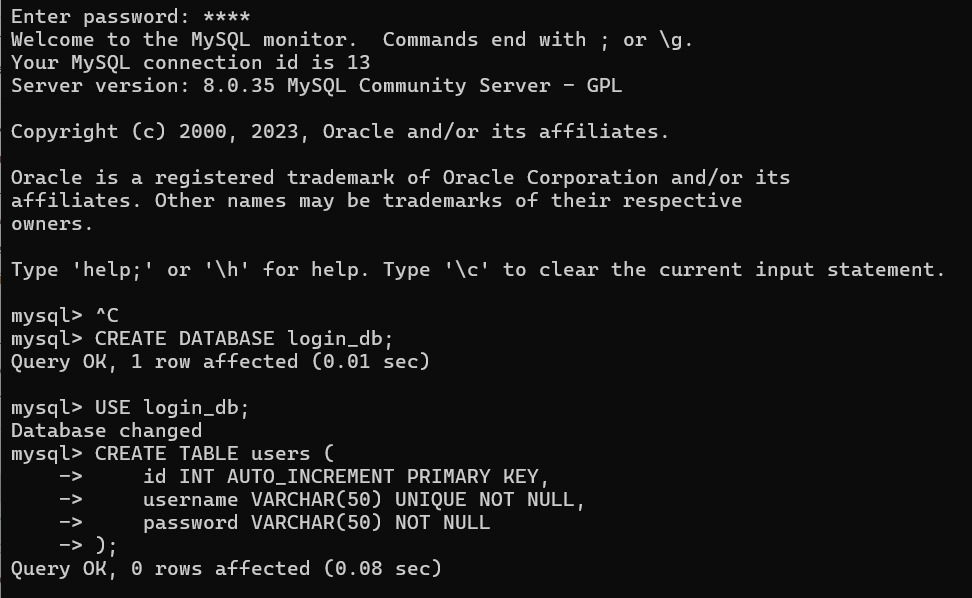 Enter password: ****
Welcome to the MySQL monitor.  Commands end with ; or \g.
Your MySQL connection id is 13
Server version: 8.0.35 MySQL Community Server - GPL
Copyright (c) 2000, 2023, Oracle and/or its affiliates.
Oracle is a registered trademark of Oracle Corporation and/or its
affiliates. Other names may be trademarks of their respective
owners.
Type 'help;' or '\h' for help. Type '\c' to clear the current input statement.
mysql> ^C
mysql> CREATE DATABASE login_db;
Query OK, 1 row affected (0.01 sec)
mysql> USE login_db;
Database changed
mysql> CREATE TABLE users (
    ->     id INT AUTO_INCREMENT PRIMARY KEY,
    ->     username VARCHAR(50) UNIQUE NOT NULL,
    ->     password VARCHAR(50) NOT NULL
    -> );
Query OK, 0 rows affected (0.08 sec)